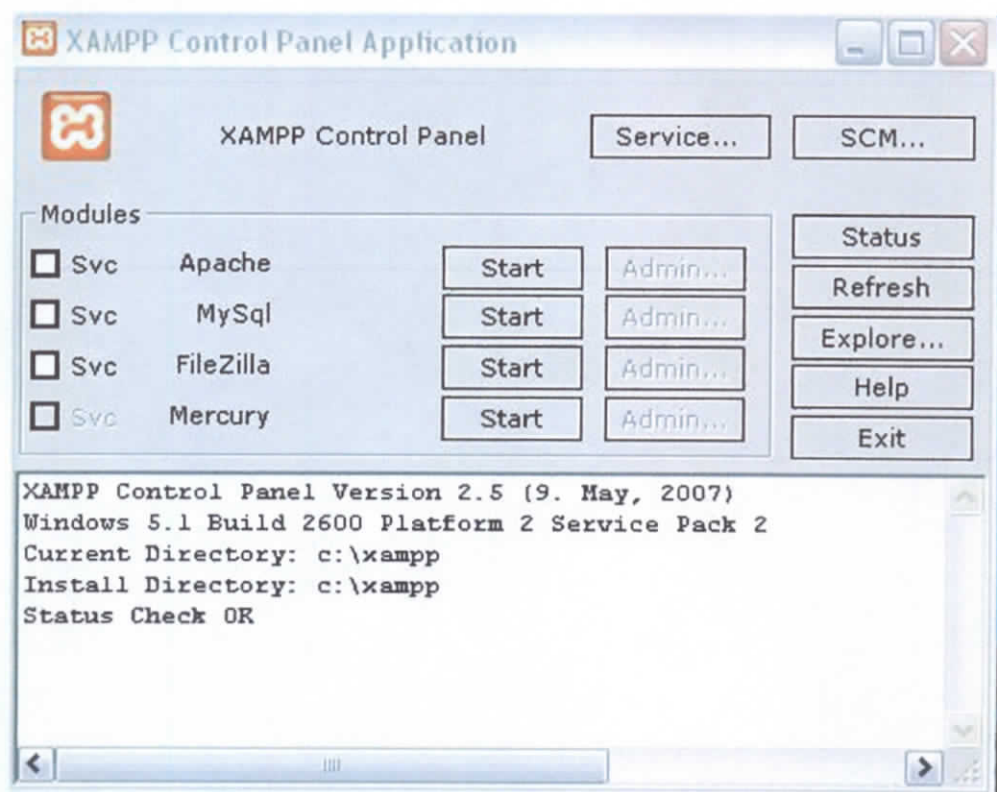 XAMPP Control Panel Application
XAMPP Control Panel Service... SCM...
Modules
Svc Apache Start Admin...
Svc MySql Start Admin...
Svc FileZilla Start Admin...
Svc Mercury Start Admin...
Status
Refresh
Explore...
Help
Exit
XAMPP Control Panel Version 2.5 (9. May, 2007)
Windows 5.1 Build 2600 Platform 2 Service Pack 2
Current Directory: c:\xampp
Install Directory: c:\xampp
Status Check OK